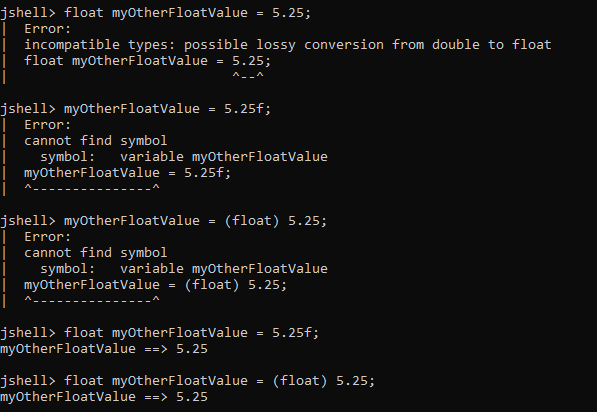 jshell> float myOtherFloatValue = 5.25;
|  Error:
|  incompatible types: possible lossy conversion from double to float
|  float myOtherFloatValue = 5.25;
|                            ^--^
jshell> myOtherFloatValue = 5.25f;
|  Error:
|  cannot find symbol
|    symbol:   variable myOtherFloatValue
|  myOtherFloatValue = 5.25f;
|  ^---------------^
jshell> myOtherFloatValue = (float) 5.25;
|  Error:
|  cannot find symbol
|    symbol:   variable myOtherFloatValue
|  myOtherFloatValue = (float) 5.25;
|  ^---------------^
jshell> float myOtherFloatValue = 5.25f;
myOtherFloatValue ==> 5.25
jshell> float myOtherFloatValue = (float) 5.25;
myOtherFloatValue ==> 5.25